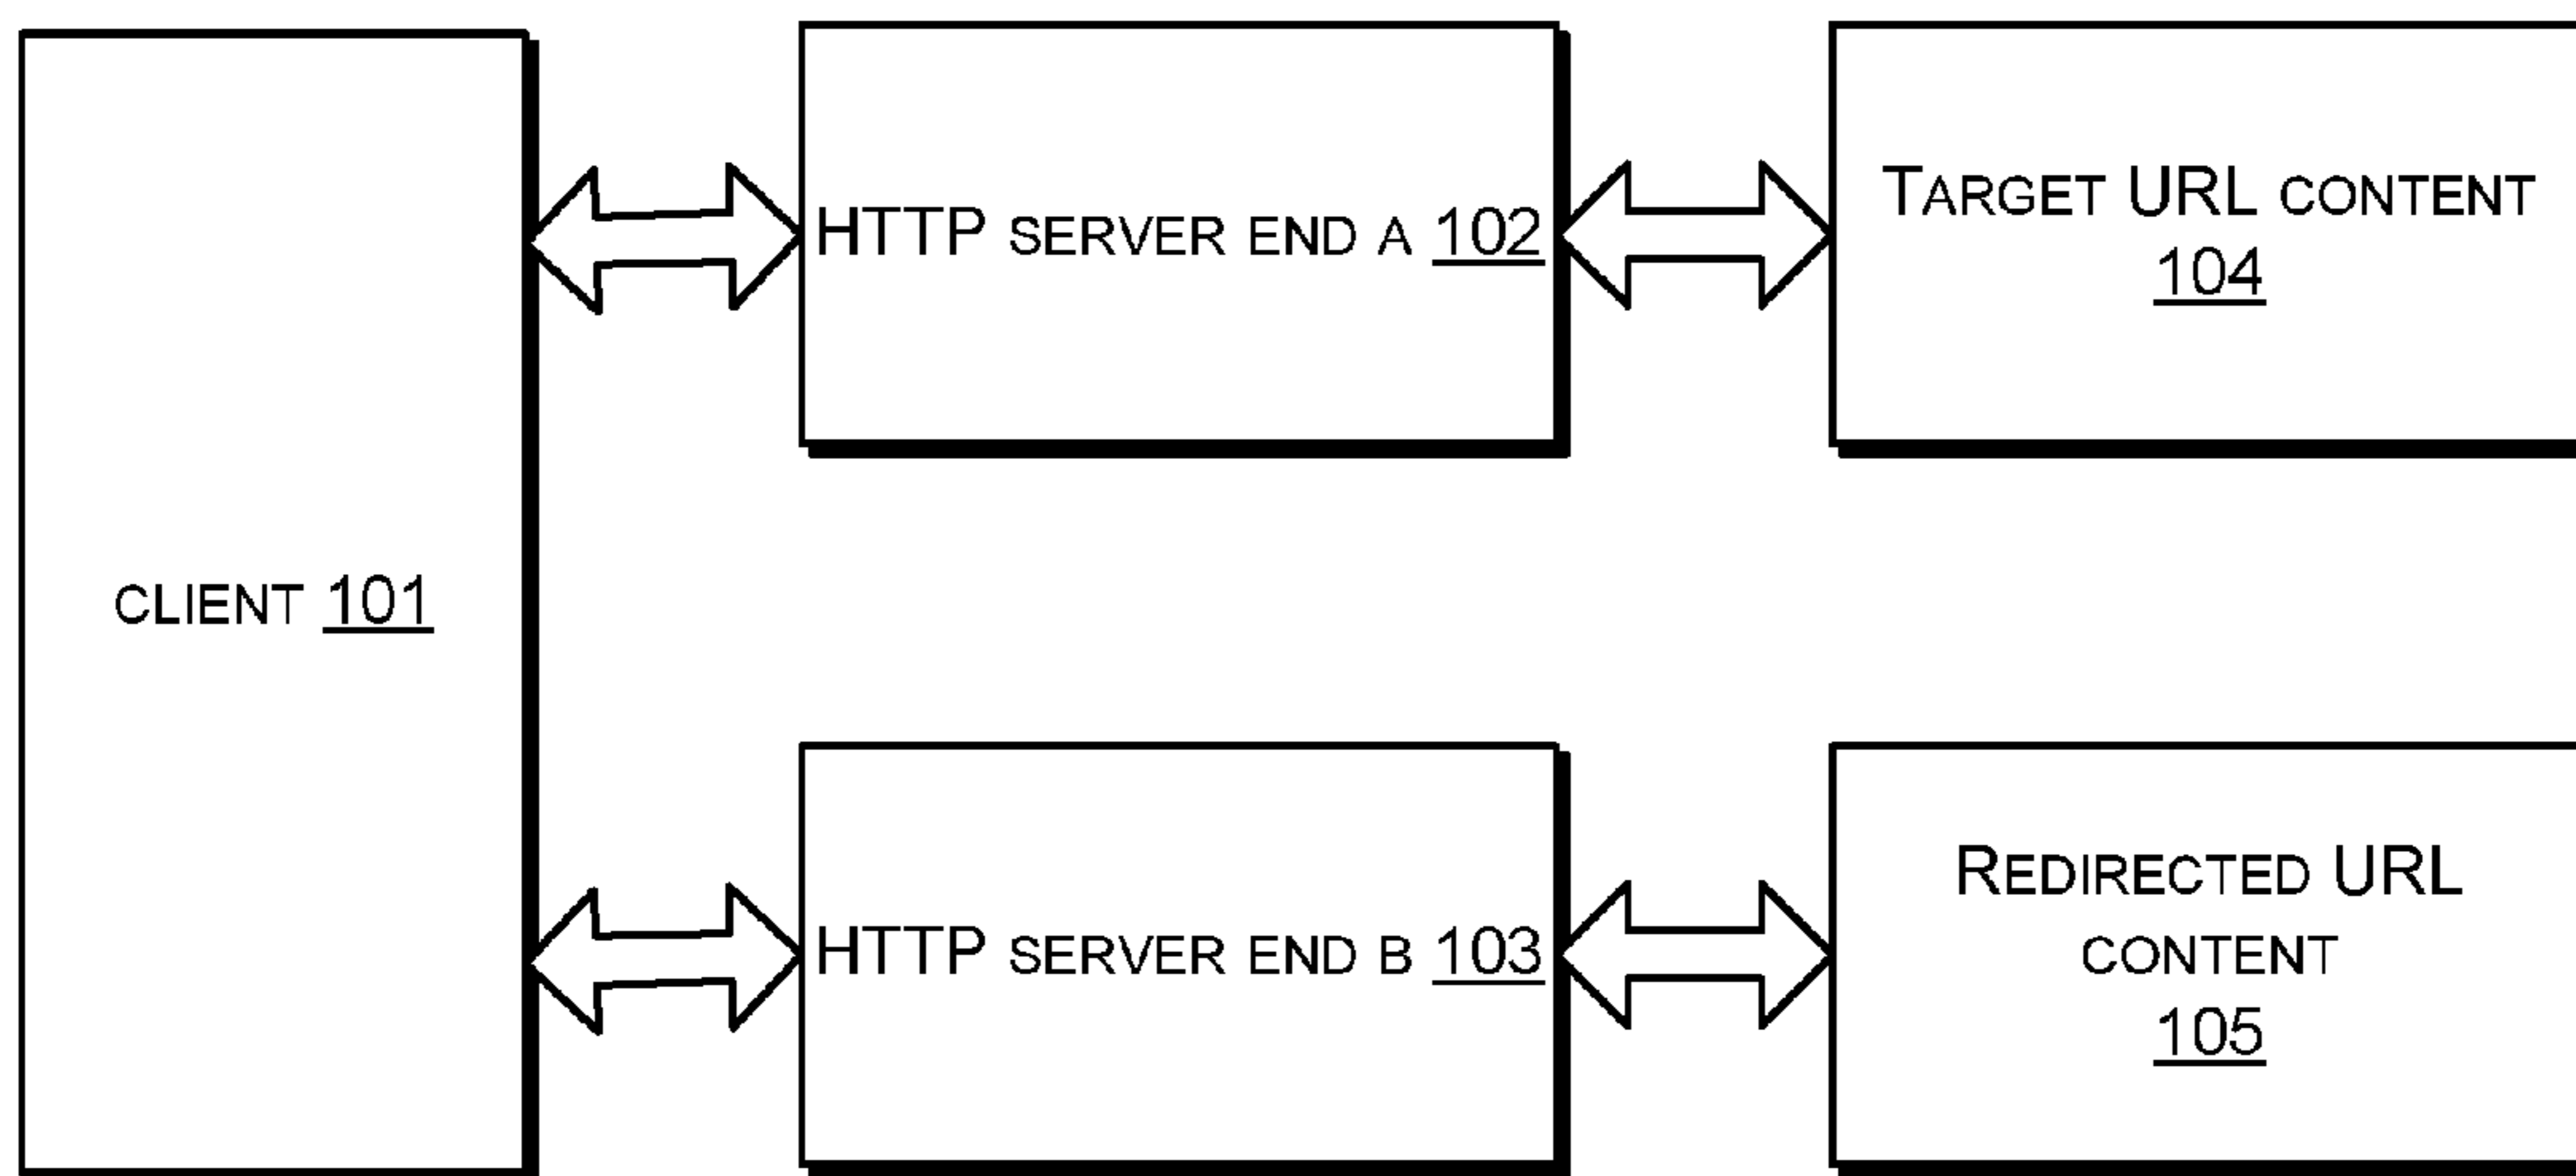 CLIENT 101
HTTP SERVER END A 102
TARGET URL CONTENT
104
HTTP SERVER END B 103
REDIRECTED URL
CONTENT
105